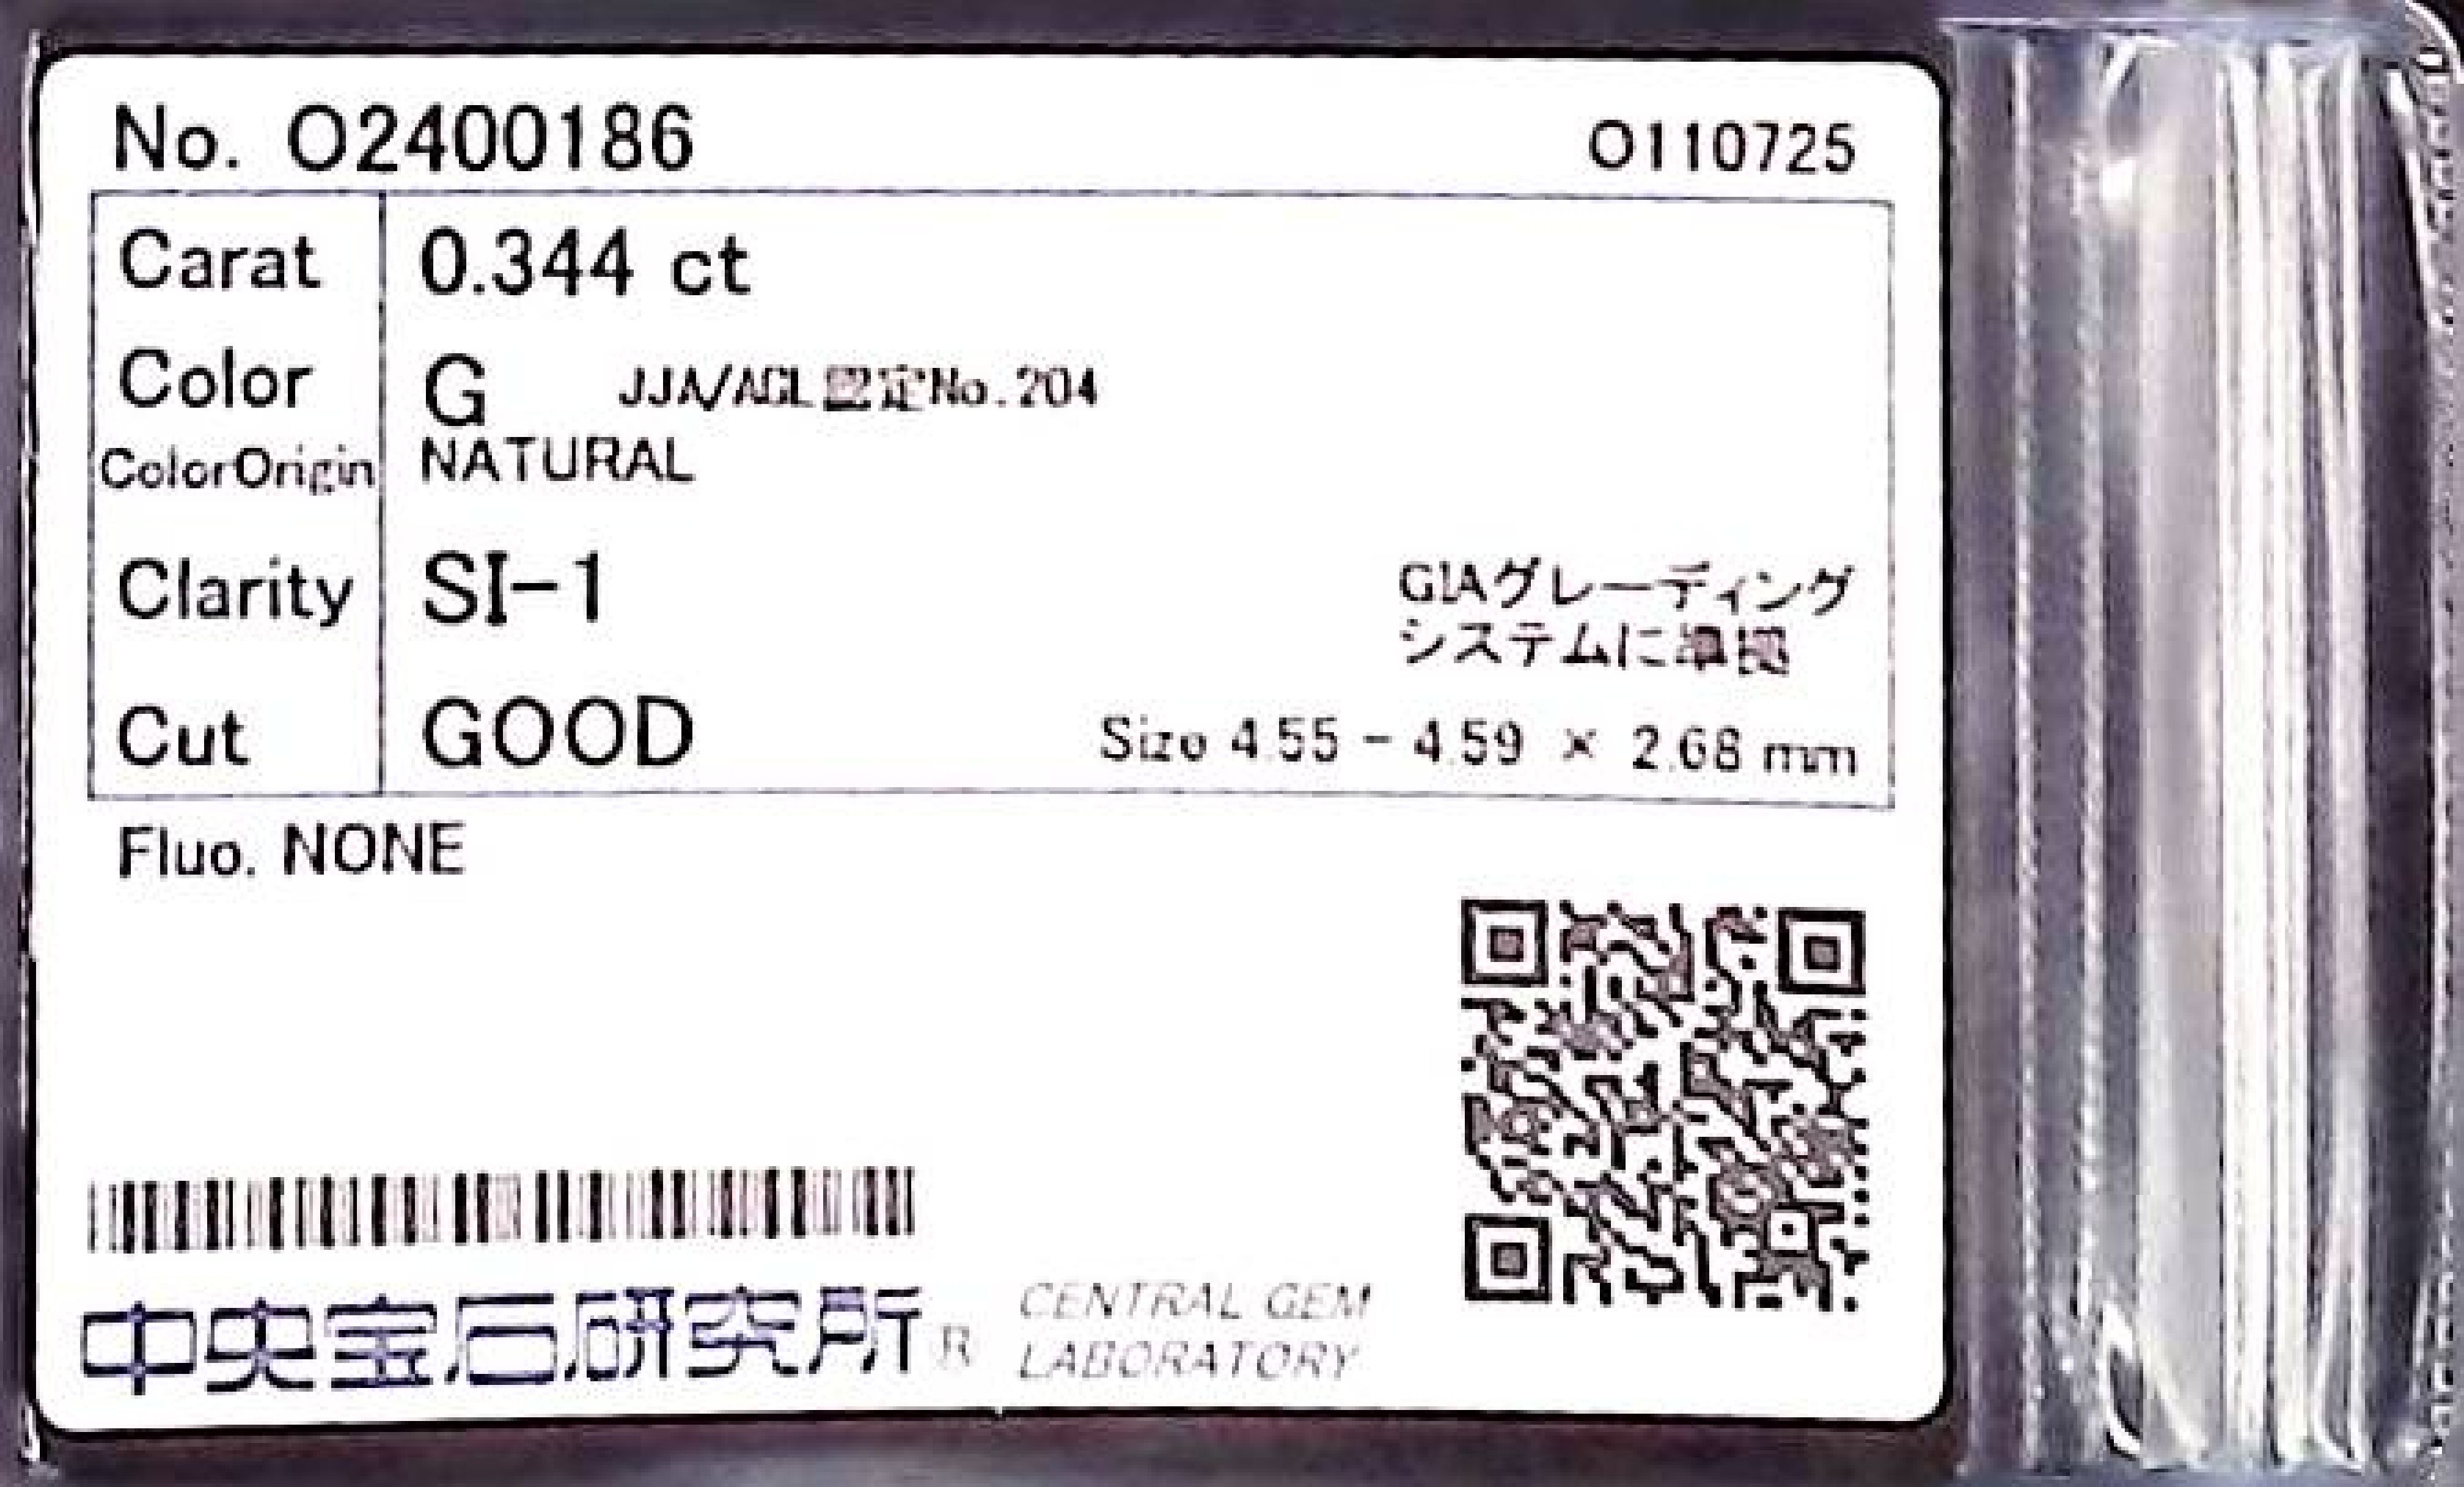 No. O2400186
O110725
Carat 0.344 ct
Color G JJA/AGL認定No.204
ColorOrigin NATURAL
Clarity SI-1
GIAグレーディング
システムに準拠
Cut GOOD
Size 4.55 - 4.59 × 2.68 mm
Fluo. NONE
中央宝石研究所 R
CENTRAL GEM
LABORATORY